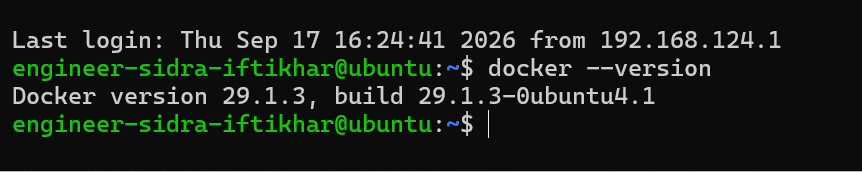 Last login: Thu Sep 17 16:24:41 2026 from 192.168.124.1
engineer-sidra-iftikhar@ubuntu:~$ docker --version
Docker version 29.1.3, build 29.1.3-0ubuntu4.1
engineer-sidra-iftikhar@ubuntu:~$